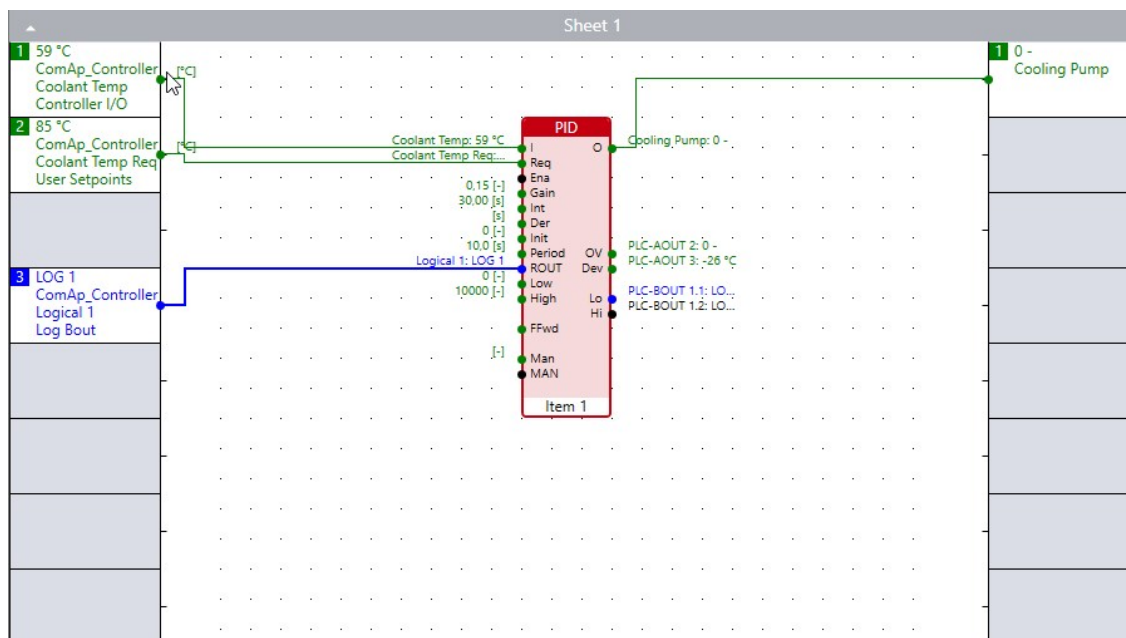 Sheet 1
1 59 °C
ComAp_Controller
Coolant Temp
Controller I/O
[°C]
2 85 °C
ComAp_Controller
Coolant Temp Req
User Setpoints
[°C]
3 LOG 1
ComAp_Controller
Logical 1
Log Bout
Coolant Temp: 59 °C
Coolant Temp Req:...
0,15 [-]
30,00 [s]
[s]
0 [-]
10,0 [s]
Logical 1: LOG 1
0 [-]
10000 [-]
[-]
PID
I O
Req
Ena
Gain
Int
Der
Init
Period OV
ROUT Dev
Low
High Lo
Hi
FFwd
Man
MAN
Item 1
Cooling Pump: 0 -
PLC-AOUT 2: 0 -
PLC-AOUT 3: -26 °C
PLC-BOUT 1.1: LO...
PLC-BOUT 1.2: LO...
1 0 -
Cooling Pump